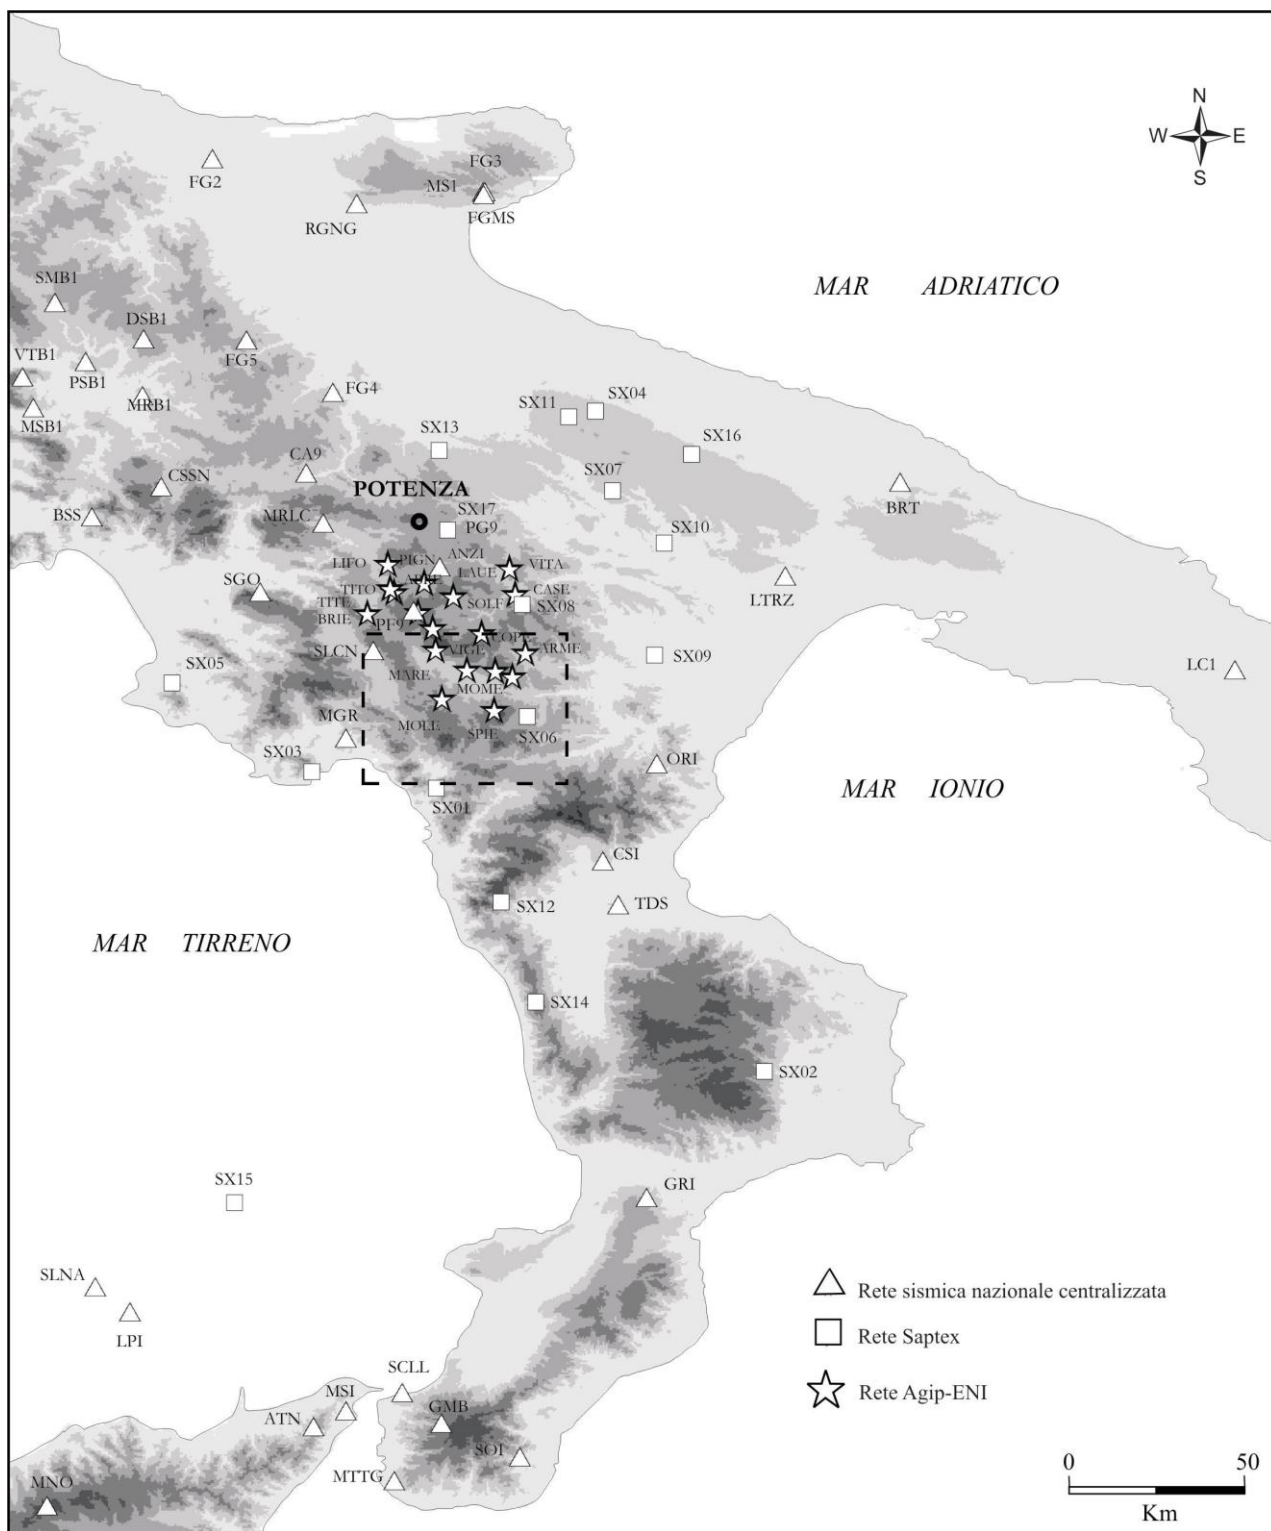 N
W E
S
FG2
FG3
MS1
FGMS
RGNG
MAR ADRIATICO
SMB1
DSB1
FG5
VTB1
PSB1
MRB1
MSB1
FG4
SX11
SX04
SX13
SX16
CA9
CSSN
SX07
POTENZA
BRT
BSS
MRLC
SX17
PG9
SX10
LIFO
PIGN
ANZI
LAUE
VITA
SGO
TITO
CASE
LTRZ
TITE
SOLF
SX08
BRIE
PF9
SLCN
VIGE
ARME
SX09
SX05
MARE
MOME
LC1
MGR
MOLE
SPIE
SX06
SX03
ORI
SX01
MAR IONIO
CSI
SX12
TDS
MAR TIRRENO
SX14
SX02
SX15
GRI
SLNA
LPI
Rete sismica nazionale centralizzata
Rete Saptex
Rete Agip-ENI
SCLL
MSI
GMB
ATN
SOI
MTTG
MNO
0 50
Km